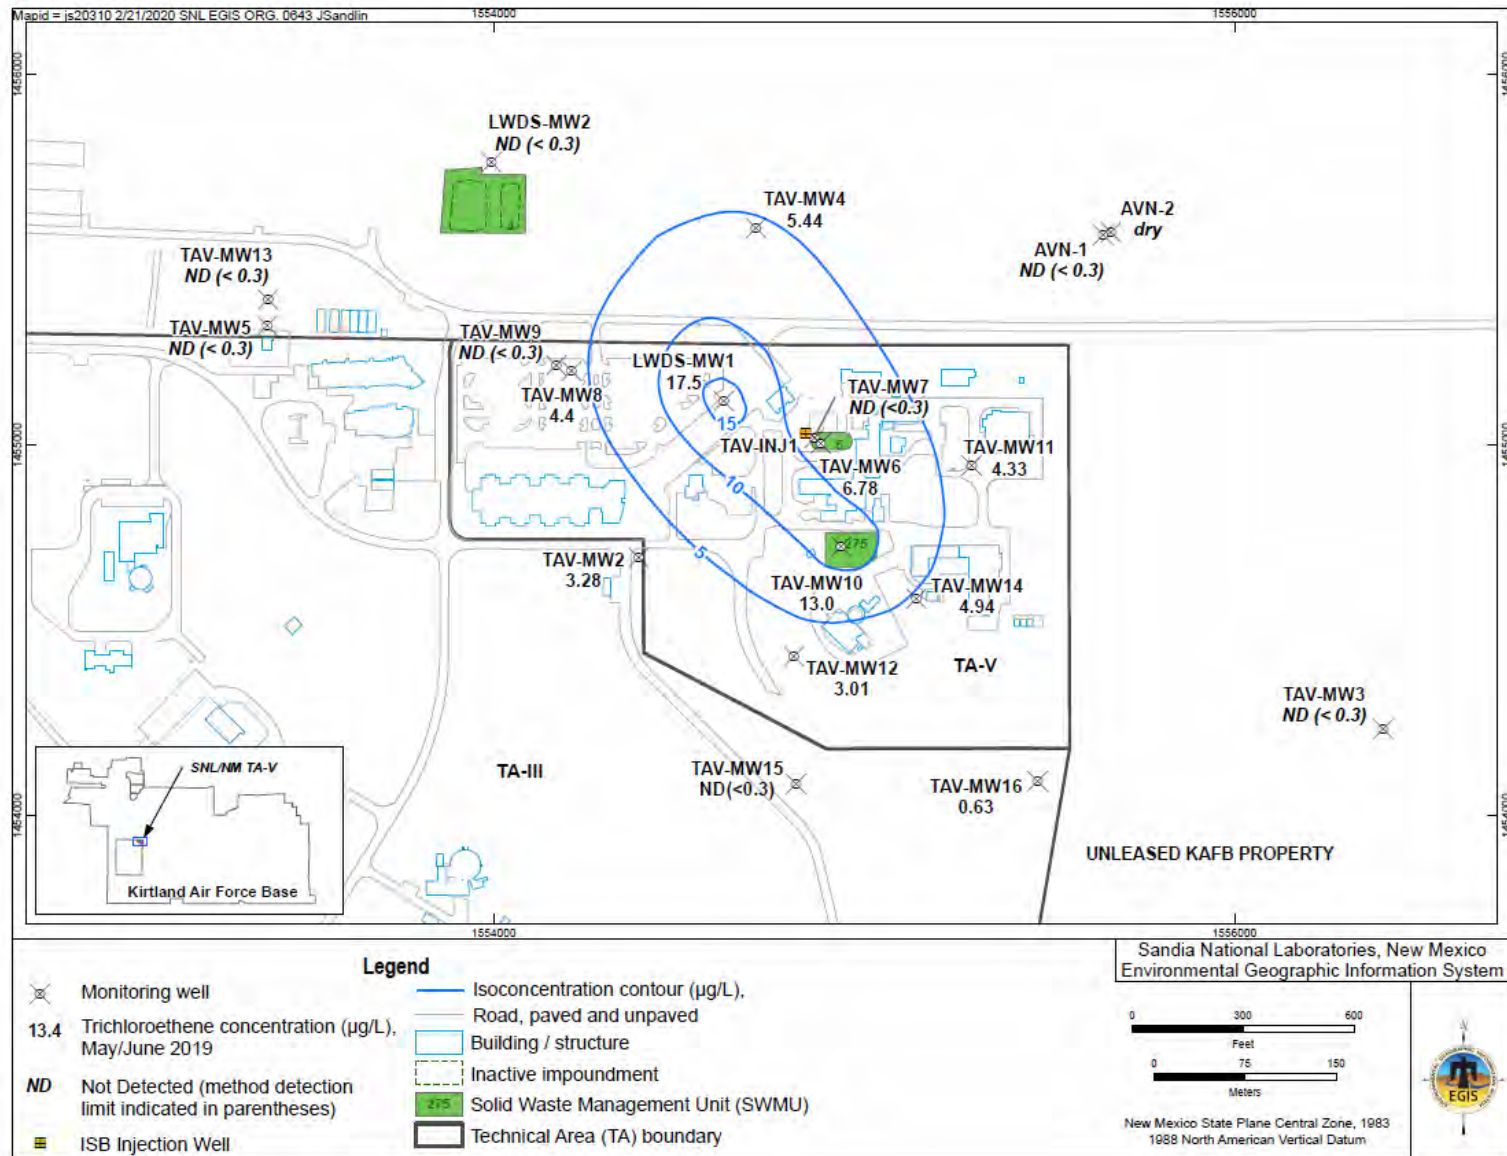 Mapid = js20310 2/21/2020 SNL EGIS ORG. 0643 JSandlin
1554000
1556000
1456000
1456000
LWDS-MW2
ND (< 0.3)
TAV-MW4
5.44
AVN-2
dry
AVN-1
ND (< 0.3)
TAV-MW13
ND (< 0.3)
TAV-MW5
ND (< 0.3)
TAV-MW9
ND (< 0.3)
LWDS-MW1
17.5
TAV-MW7
ND (<0.3)
TAV-MW8
4.4
15
TAV-INJ1
5
1455000
1455000
TAV-MW11
4.33
TAV-MW6
6.78
10
275
5
TAV-MW2
3.28
TAV-MW10
13.0
TAV-MW14
4.94
TAV-MW12
3.01
TA-V
TAV-MW3
ND (< 0.3)
SNL/NM TA-V
Kirtland Air Force Base
TA-III
TAV-MW15
ND(<0.3)
TAV-MW16
0.63
1454000
1454000
UNLEASED KAFB PROPERTY
1554000
1556000
Legend
Monitoring well
13.4 Trichloroethene concentration (µg/L),
May/June 2019
ND Not Detected (method detection
limit indicated in parentheses)
ISB Injection Well
Isoconcentration contour (µg/L),
Road, paved and unpaved
Building / structure
Inactive impoundment
275 Solid Waste Management Unit (SWMU)
Technical Area (TA) boundary
Sandia National Laboratories, New Mexico
Environmental Geographic Information System
0 300 600
Feet
0 75 150
Meters
New Mexico State Plane Central Zone, 1983
1988 North American Vertical Datum
N
EGIS